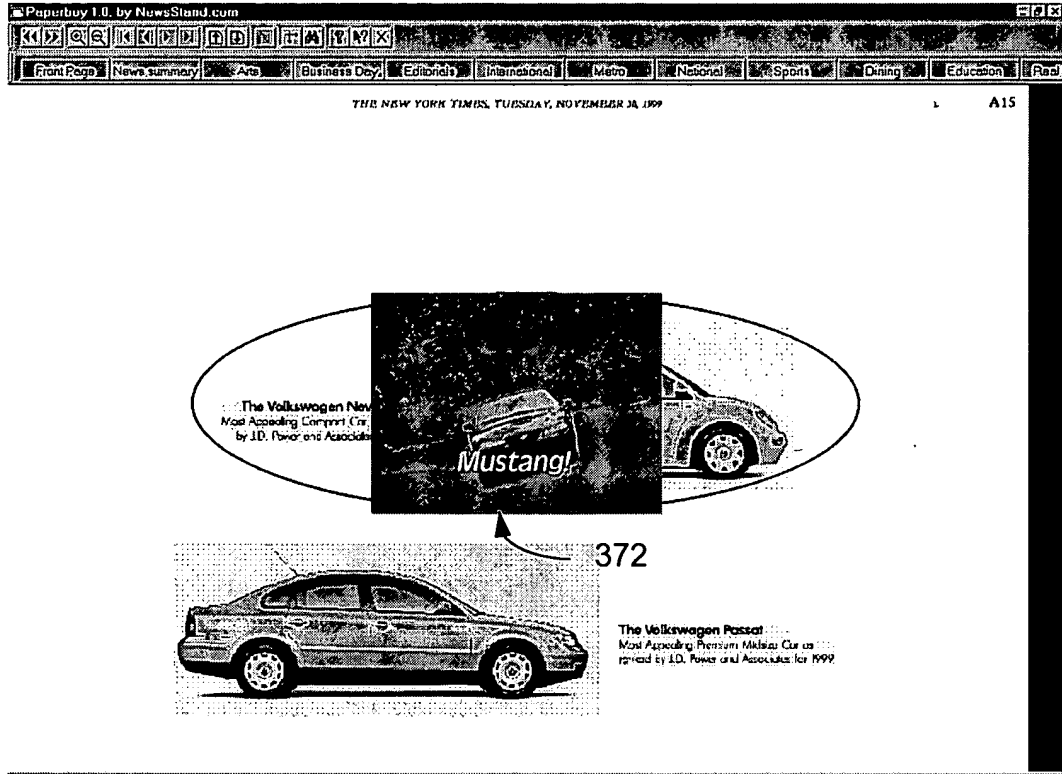 Paperboy 1.0, by NewsStand.com
Front Page News summary Arts Business Day Editorials International Metro National Sports Dining Education Real
THE NEW YORK TIMES, TUESDAY, NOVEMBER 30, 1999 A15
The Volkswagen New
Most Appealing Compact Car
by J.D. Power and Associates
Mustang!
372
The Volkswagen Passat
Most Appealing Premium Midsize Car as
ranked by J.D. Power and Associates for 1999